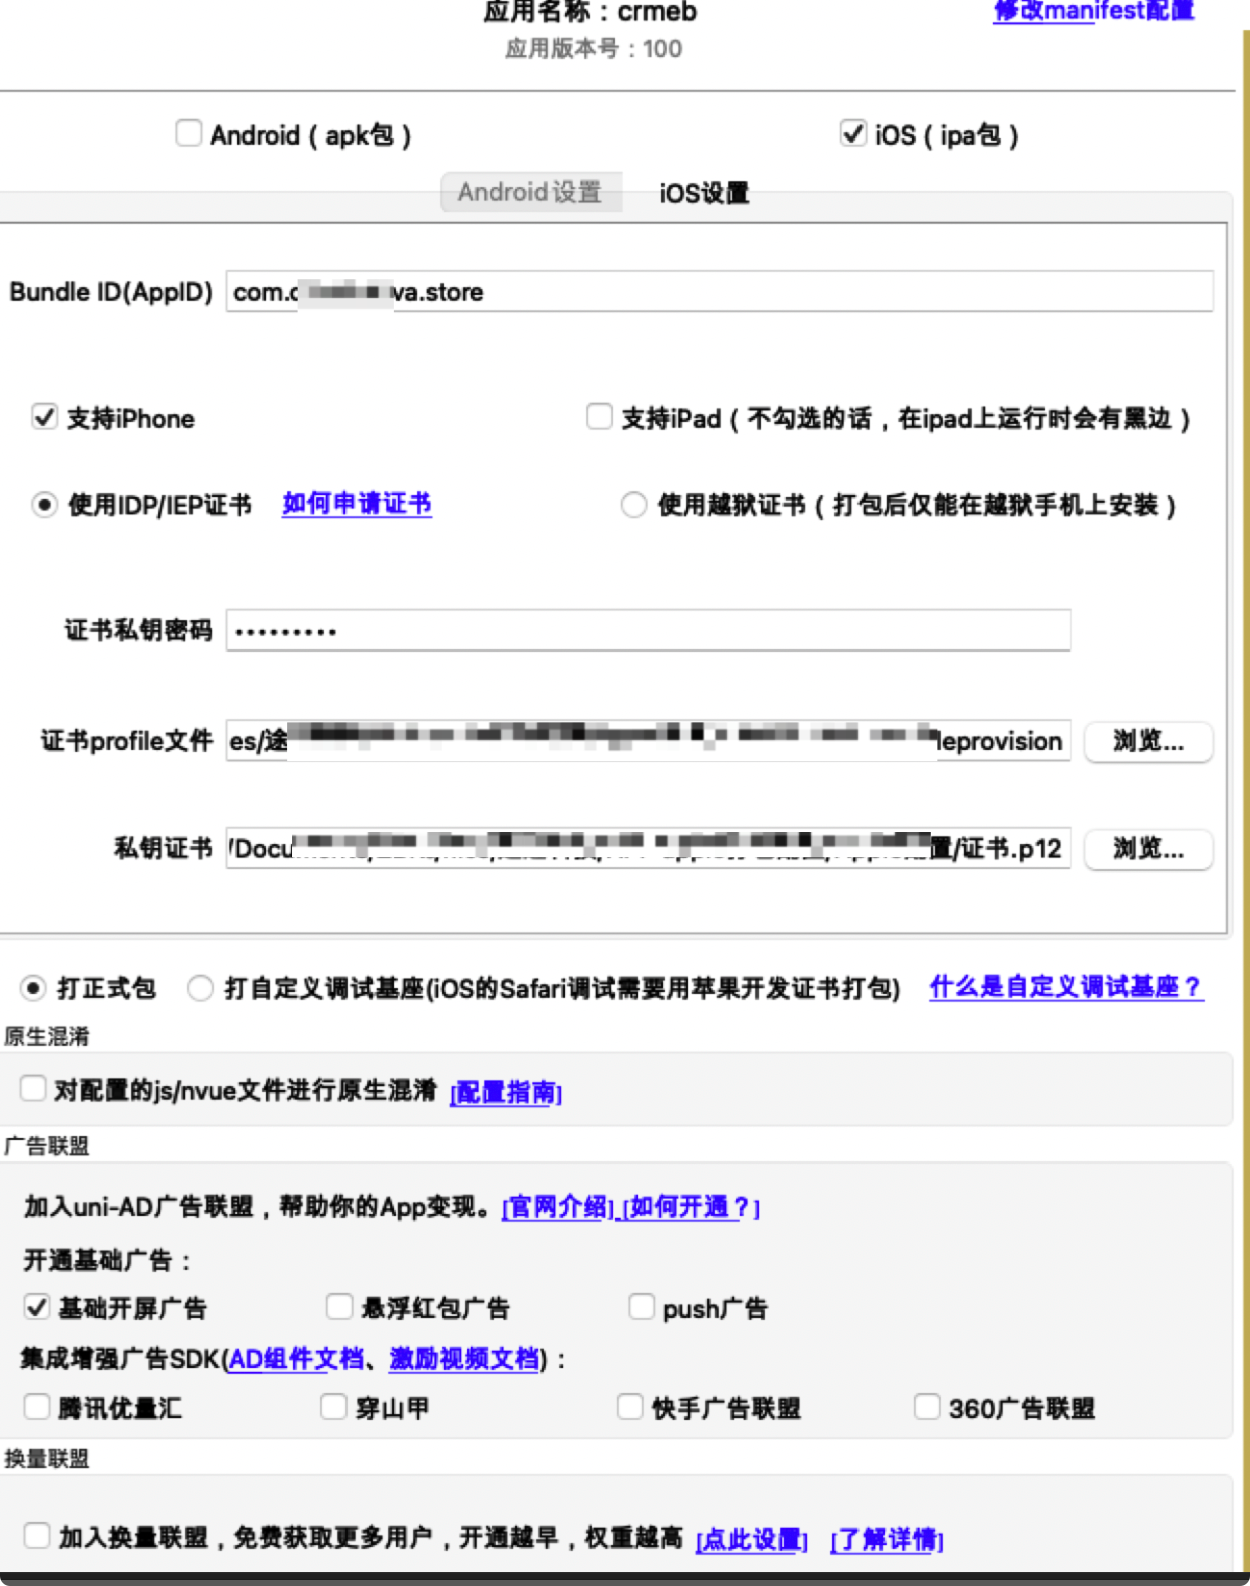 应用名称：crmeb 修改manifest配置
应用版本号：100
Android（apk包） iOS（ipa包）
Android设置 iOS设置
Bundle ID(AppID) com. va.store
支持iPhone 支持iPad（不勾选的话，在ipad上运行时会有黑边）
使用IDP/IEP证书 如何申请证书 使用越狱证书（打包后仅能在越狱手机上安装）
证书私钥密码 •••••••••
证书profile文件 es/途 leprovision 浏览...
私钥证书 /Docu 置/证书.p12 浏览...
打正式包 打自定义调试基座(iOS的Safari调试需要用苹果开发证书打包) 什么是自定义调试基座？
原生混淆
对配置的js/nvue文件进行原生混淆 [配置指南]
广告联盟
加入uni-AD广告联盟，帮助你的App变现。[官网介绍] [如何开通？]
开通基础广告：
基础开屏广告 悬浮红包广告 push广告
集成增强广告SDK(AD组件文档、激励视频文档)：
腾讯优量汇 穿山甲 快手广告联盟 360广告联盟
换量联盟
加入换量联盟，免费获取更多用户，开通越早，权重越高 [点此设置] [了解详情]